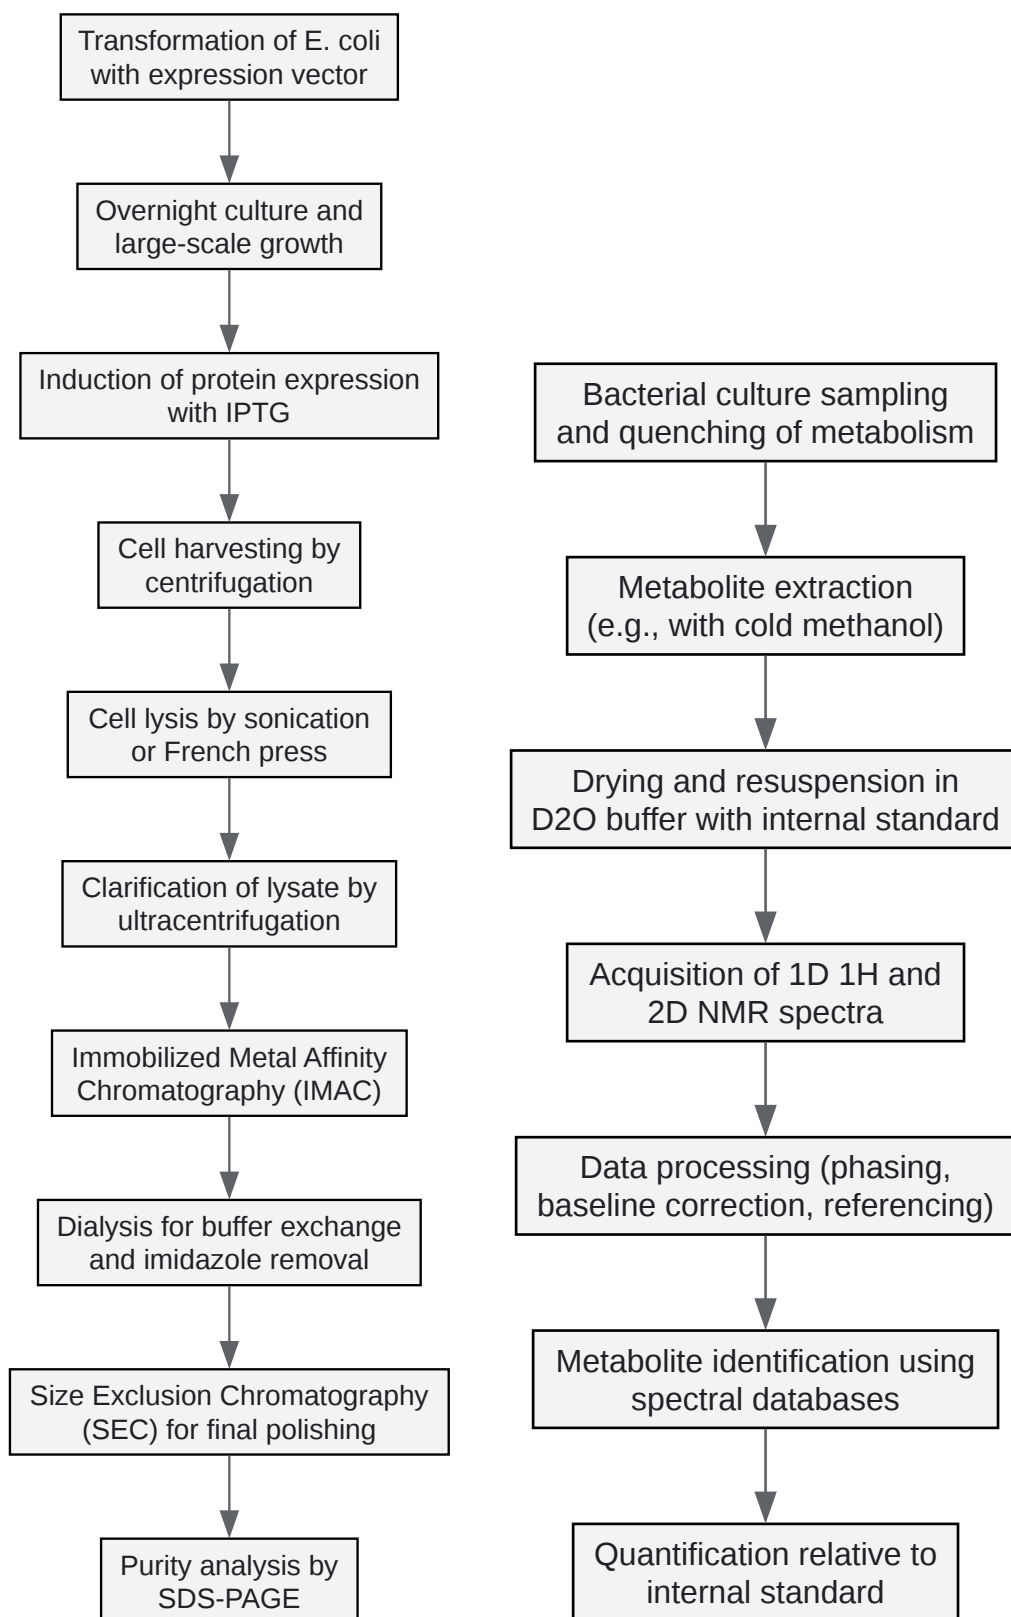 Transformation of E. coli
with expression vector
Overnight culture and
large-scale growth
Induction of protein expression
with IPTG
Cell harvesting by
centrifugation
Cell lysis by sonication
or French press
Clarification of lysate by
ultracentrifugation
Immobilized Metal Affinity
Chromatography (IMAC)
Dialysis for buffer exchange
and imidazole removal
Size Exclusion Chromatography
(SEC) for final polishing
Purity analysis by
SDS-PAGE
Bacterial culture sampling
and quenching of metabolism
Metabolite extraction
(e.g., with cold methanol)
Drying and resuspension in
D2O buffer with internal standard
Acquisition of 1D 1H and
2D NMR spectra
Data processing (phasing,
baseline correction, referencing)
Metabolite identification using
spectral databases
Quantification relative to
internal standard